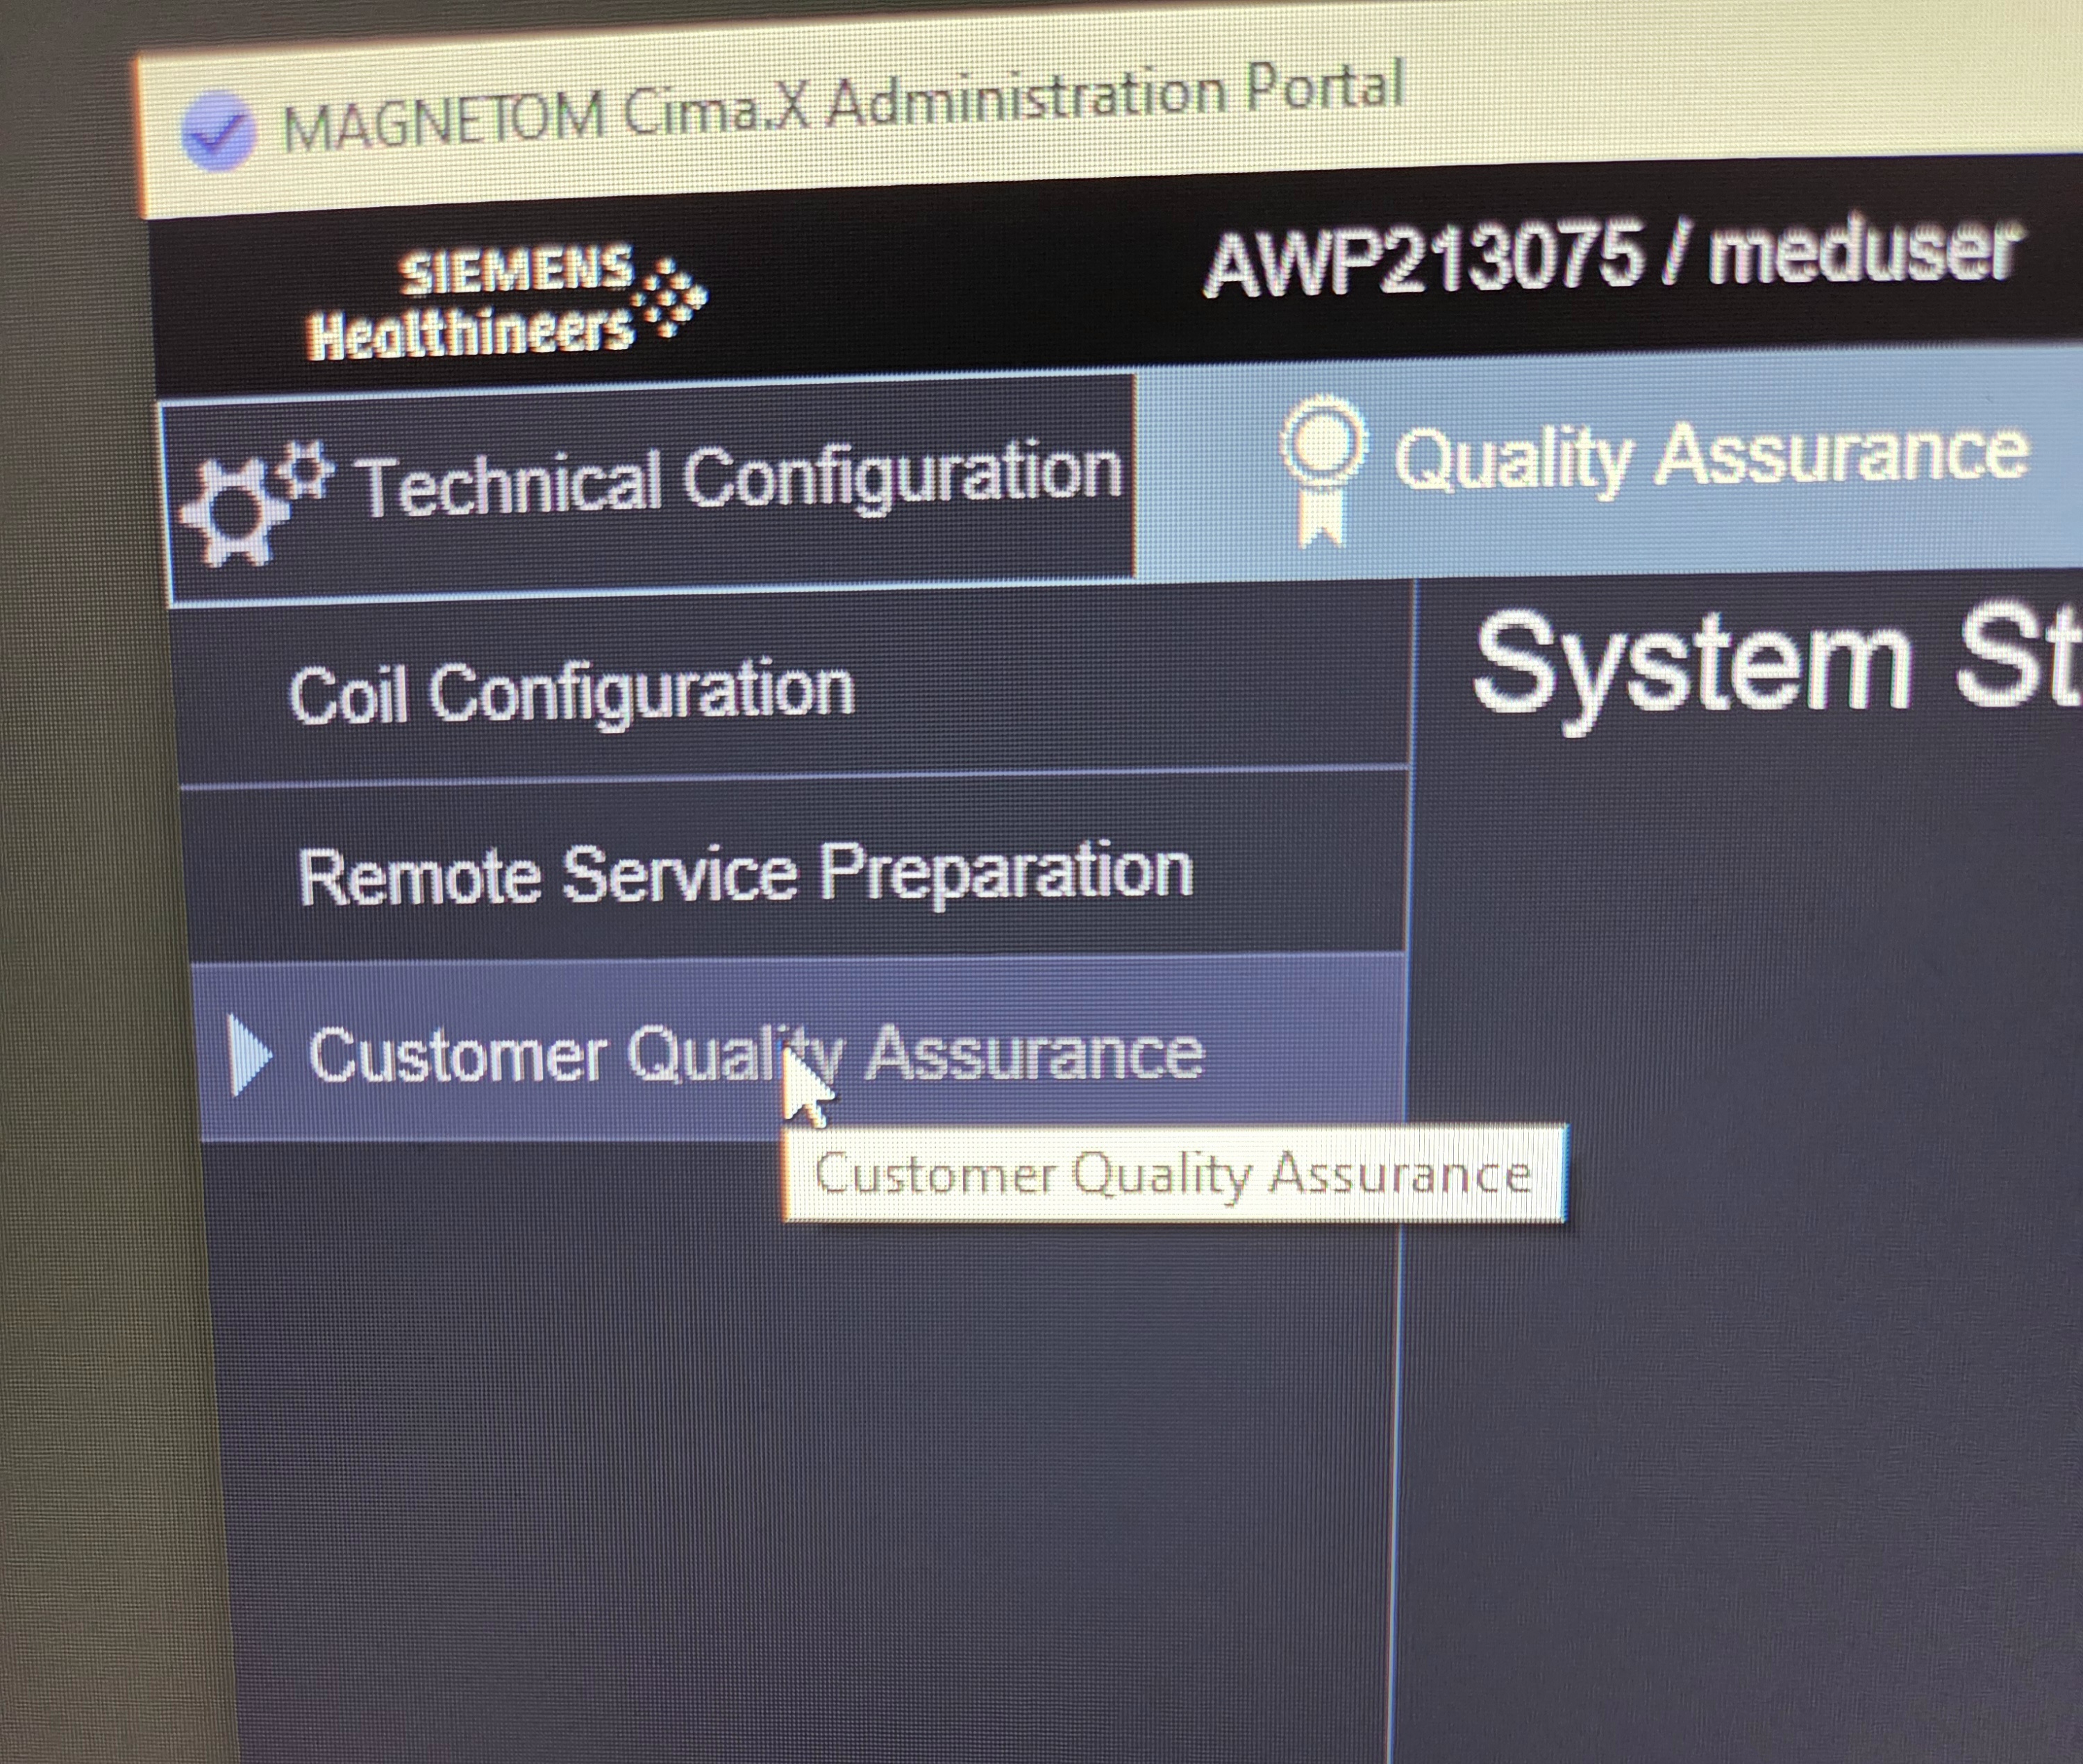 MAGNETOM Cima.X Administration Portal
SIEMENS
Healthineers
AWP213075 / meduser
Technical Configuration
Quality Assurance
Coil Configuration
System St
Remote Service Preparation
Customer Quality Assurance
Customer Quality Assurance